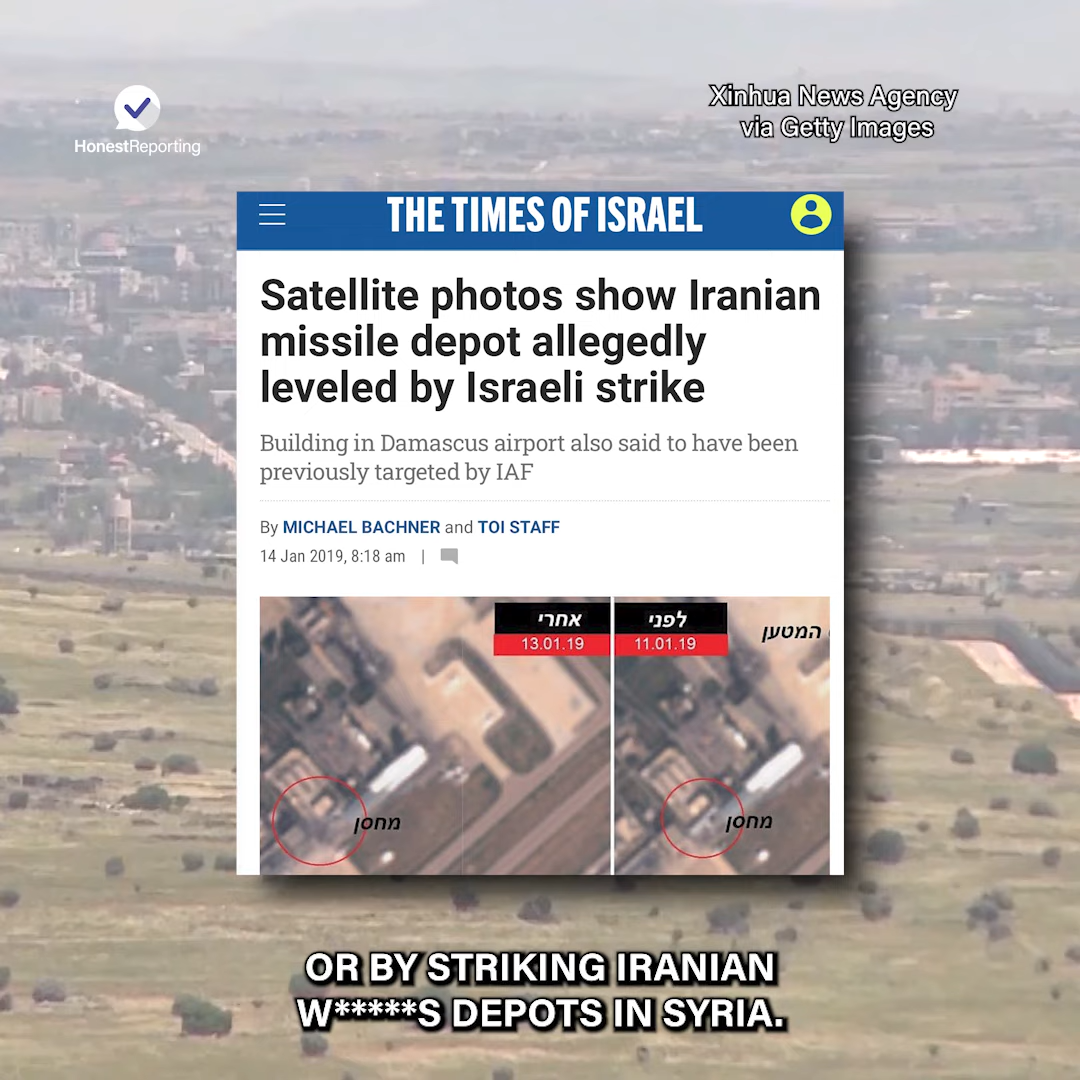 HonestReporting
Xinhua News Agency
via Getty Images
THE TIMES OF ISRAEL
Satellite photos show Iranian
missile depot allegedly
leveled by Israeli strike
Building in Damascus airport also said to have been
previously targeted by IAF
By MICHAEL BACHNER and TOI STAFF
14 Jan 2019, 8:18 am |
אחרי
13.01.19
לפני
11.01.19
המטען
מחסן
מחסן
OR BY STRIKING IRANIAN
W*****S DEPOTS IN SYRIA.